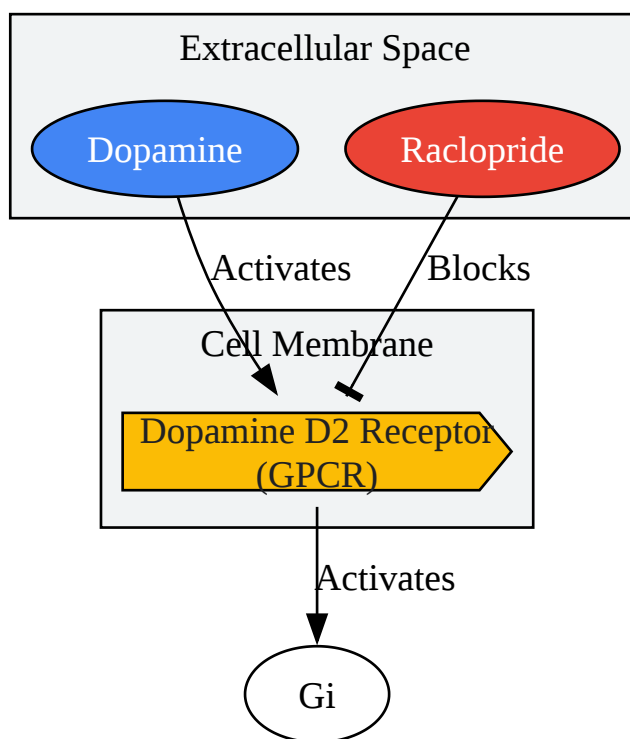 Extracellular Space
Dopamine
Raclopride
Activates
Blocks
Cell Membrane
Dopamine D2 Receptor
(GPCR)
Activates
Gi